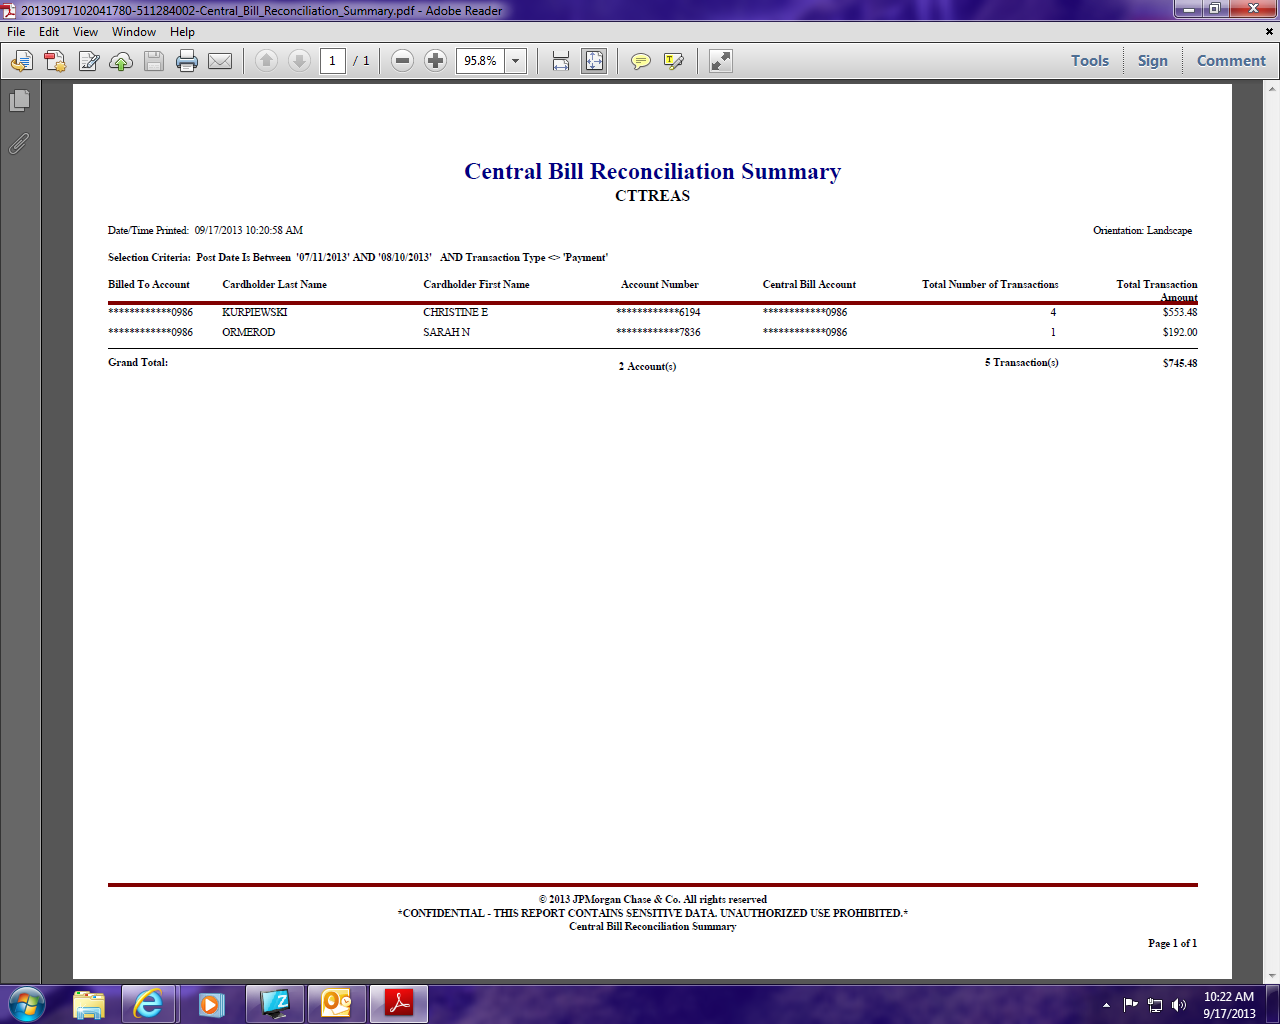 20130917102041780-511284002-Central_Bill_Reconciliation_Summary.pdf - Adobe Reader
File Edit View Window Help
1 / 1 95.8% Tools Sign Comment
Central Bill Reconciliation Summary
CTTREAS
Date/Time Printed: 09/17/2013 10:20:58 AM Orientation: Landscape
Selection Criteria: Post Date Is Between '07/11/2013' AND '08/10/2013' AND Transaction Type <> 'Payment'
Billed To Account Cardholder Last Name Cardholder First Name Account Number Central Bill Account Total Number of Transactions Total Transaction
Amount
************0986 KURPIEWSKI CHRISTINE E ************6194 ************0986 4 $553.48
************0986 ORMEROD SARAH N ************7836 ************0986 1 $192.00
Grand Total: 2 Account(s) 5 Transaction(s) $745.48
© 2013 JPMorgan Chase & Co. All rights reserved
*CONFIDENTIAL - THIS REPORT CONTAINS SENSITIVE DATA. UNAUTHORIZED USE PROHIBITED.*
Central Bill Reconciliation Summary
Page 1 of 1
10:22 AM
9/17/2013